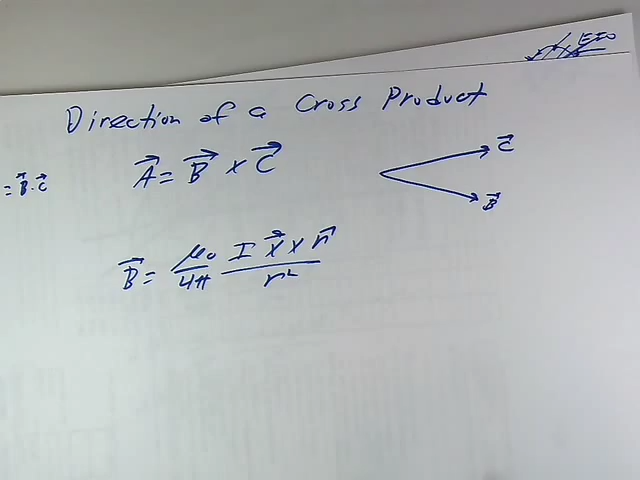 Direction of a Cross Product
= B⃗ · C⃗
A⃗ = B⃗ × C⃗
C⃗
B⃗
B⃗ = μ₀/4π I x⃗ × r⃗ / r²